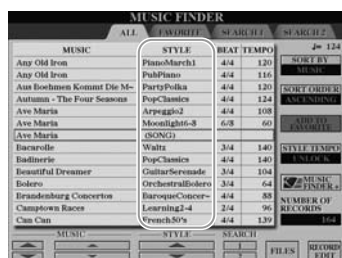 MUSIC FINDER
ALL FAVORITE SEARCH 1 SEARCH 2
MUSIC STYLE BEAT TEMPO
♩= 124
Any Old Iron PianoMarch1 4/4 120
SORT BY
MUSIC
Any Old Iron PubPiano 4/4 116
Aus Boehmen Kommt Die M~ PartyPolka 4/4 120
SORT ORDER
ASCENDING
Autumn - The Four Seasons PopClassics 4/4 124
Ave Maria Arpeggio2 4/4 108
Ave Maria Moonlight6-8 6/8 60
ADD TO
FAVORITE
Ave Maria (SONG)
Bacarolle Waltz 3/4 140
STYLE TEMPO
UNLOCK
Badinerie PopClassics 4/4 140
Beautiful Dreamer GuitarSerenade 3/4 104
MUSIC
FINDER +
Bolero OrchestralBolero 3/4 64
Brandenburg Concertos BaroqueConcer~ 4/4 88
NUMBER OF
RECORDS
164
Camptown Races Learning2-4 2/4 96
Can Can French50's 4/4 139
MUSIC STYLE SEARCH
1
2
FILES
RECORD
EDIT